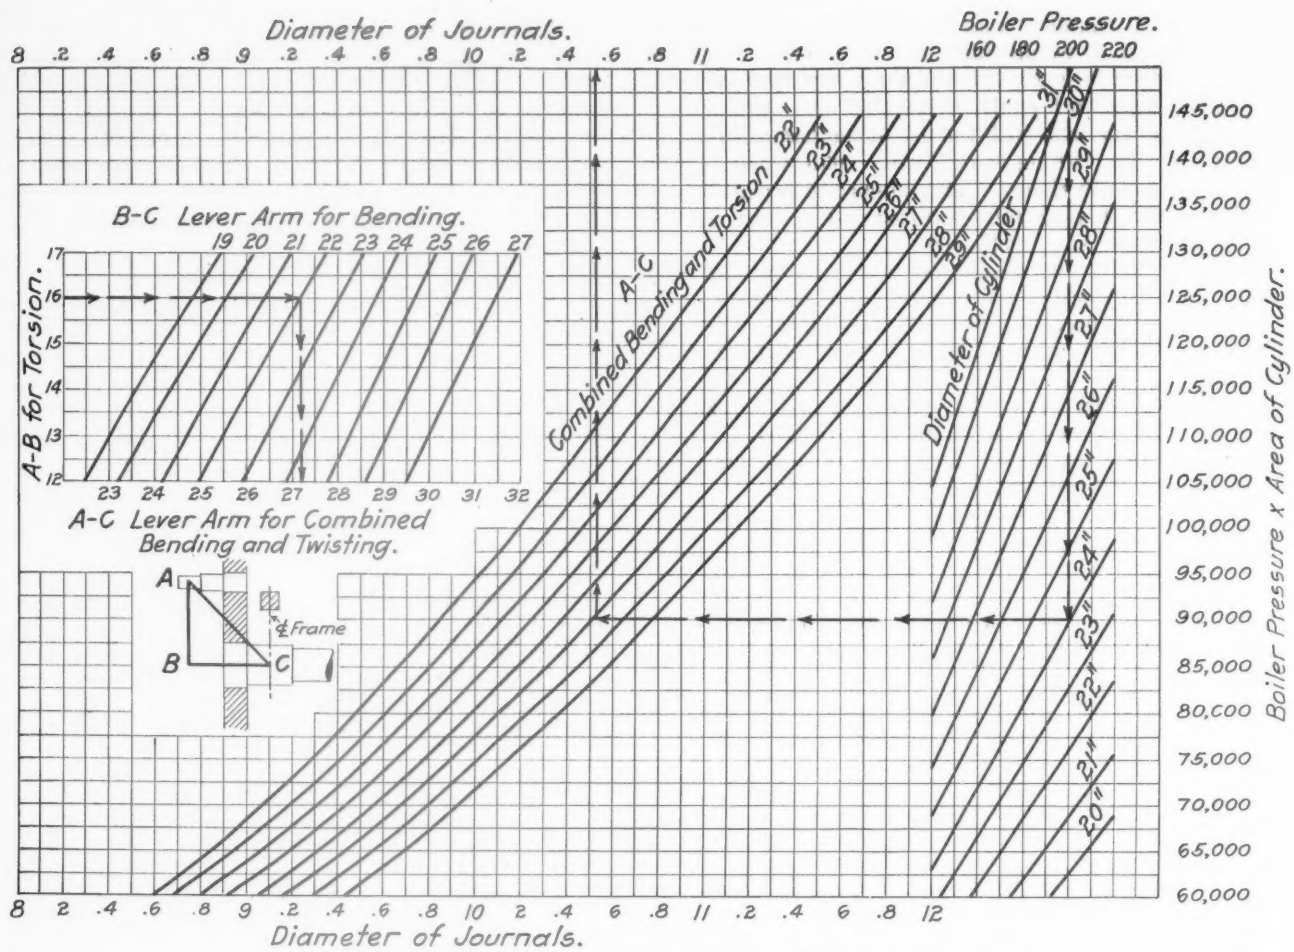 Diameter of Journals.
Boiler Pressure.
8 .2 .4 .6 .8 9 .2 .4 .6 .8 10 .2 .4 .6 .8 11 .2 .4 .6 .8 12 160 180 200 220
145,000
140,000
135,000
130,000
125,000
120,000
115,000
110,000
105,000
100,000
95,000
90,000
85,000
80,000
75,000
70,000
65,000
60,000
Boiler Pressure x Area of Cylinder.
22" 23" 24" 25" 26" 27" 28" 29"
A-C
Combined Bending and Torsion
31" 30" 29" 28" 27" 26" 25" 24" 23" 22" 21" 20"
Diameter of Cylinder
B-C Lever Arm for Bending.
19 20 21 22 23 24 25 26 27
A-B for Torsion.
17
16
15
14
13
12
23 24 25 26 27 28 29 30 31 32
A-C Lever Arm for Combined
Bending and Twisting.
A
℄ Frame
B C
8 2 .4 .6 .8 9 .2 .4 .6 .8 10 2 .4 6 .8 11 .2 .4 6 .8 12
Diameter of Journals.